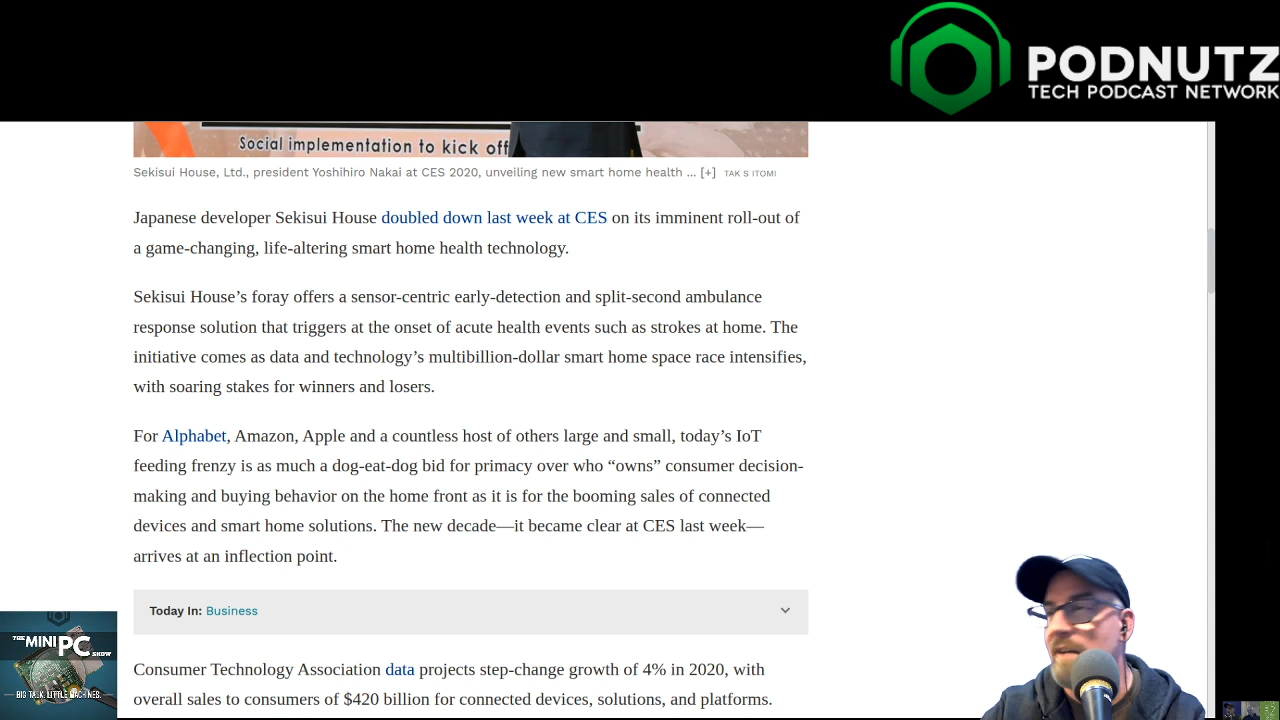 PODNUTZ
TECH PODCAST NETWORK
Social implementation to kick off
Sekisui House, Ltd., president Yoshihiro Nakai at CES 2020, unveiling new smart home health ... [+] TAK S ITOMI
Japanese developer Sekisui House doubled down last week at CES on its imminent roll-out of
a game-changing, life-altering smart home health technology.
Sekisui House’s foray offers a sensor-centric early-detection and split-second ambulance
response solution that triggers at the onset of acute health events such as strokes at home. The
initiative comes as data and technology’s multibillion-dollar smart home space race intensifies,
with soaring stakes for winners and losers.
For Alphabet, Amazon, Apple and a countless host of others large and small, today’s IoT
feeding frenzy is as much a dog-eat-dog bid for primacy over who “owns” consumer decision-
making and buying behavior on the home front as it is for the booming sales of connected
devices and smart home solutions. The new decade—it became clear at CES last week—
arrives at an inflection point.
Today In: Business
Consumer Technology Association data projects step-change growth of 4% in 2020, with
overall sales to consumers of $420 billion for connected devices, solutions, and platforms.
THE MINI PC SHOW
BIG TALK. LITTLE MACHINES.